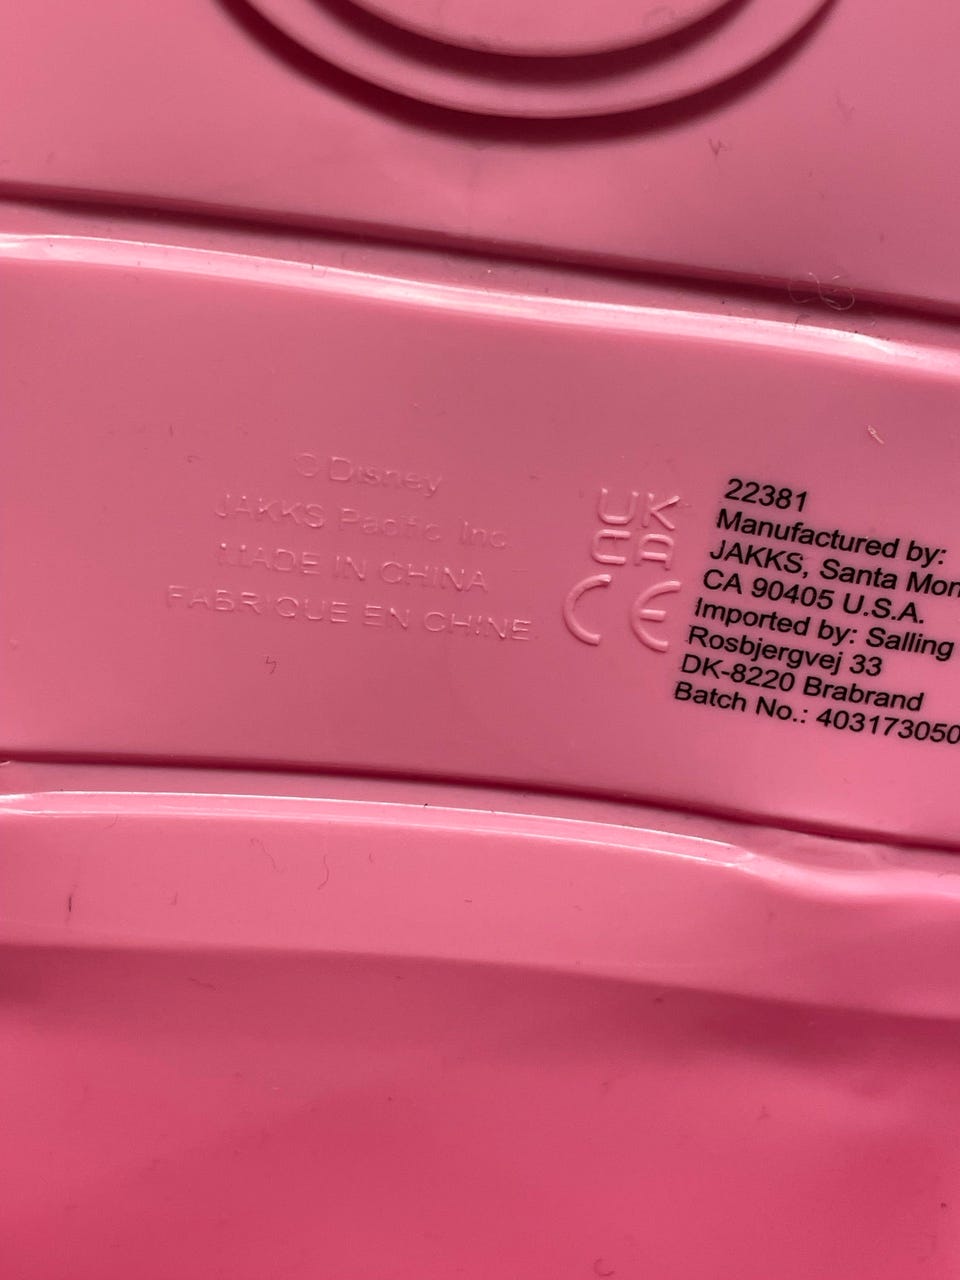 © Disney
JAKKS Pacific Inc.
MADE IN CHINA
FABRIQUE EN CHINE
UK
CA
CE
22381
Manufactured by:
JAKKS, Santa Mon
CA 90405 U.S.A.
Imported by: Salling
Rosbjergvej 33
DK-8220 Brabrand
Batch No.: 403173050